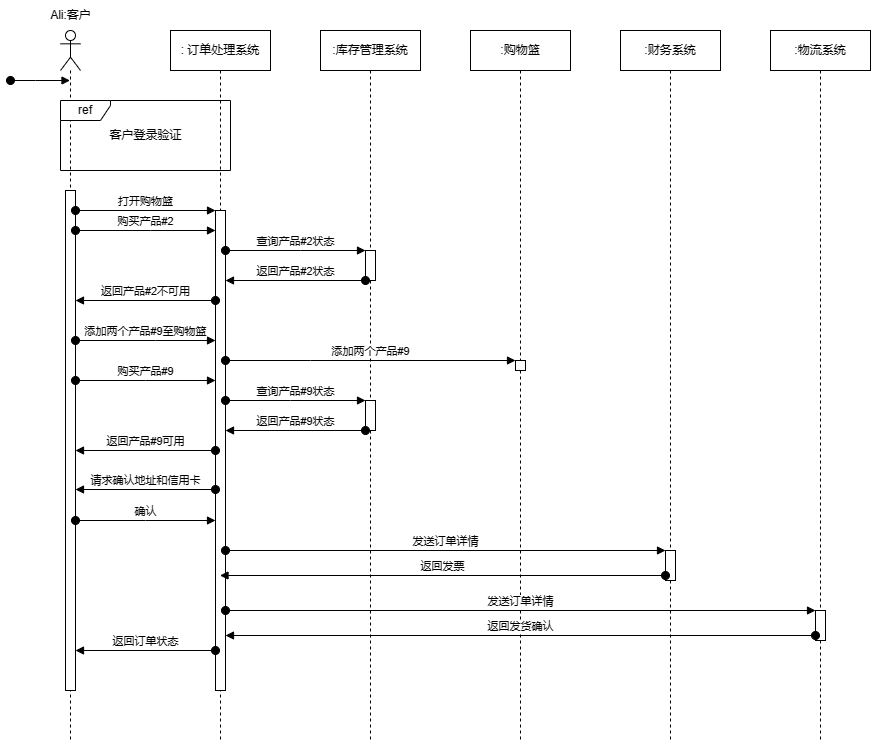 Ali:客户
: 订单处理系统
:库存管理系统
:购物篮
:财务系统
:物流系统
ref
客户登录验证
打开购物篮
购买产品#2
查询产品#2状态
返回产品#2状态
返回产品#2不可用
添加两个产品#9至购物篮
添加两个产品#9
购买产品#9
查询产品#9状态
返回产品#9状态
返回产品#9可用
请求确认地址和信用卡
确认
发送订单详情
返回发票
发送订单详情
返回发货确认
返回订单状态